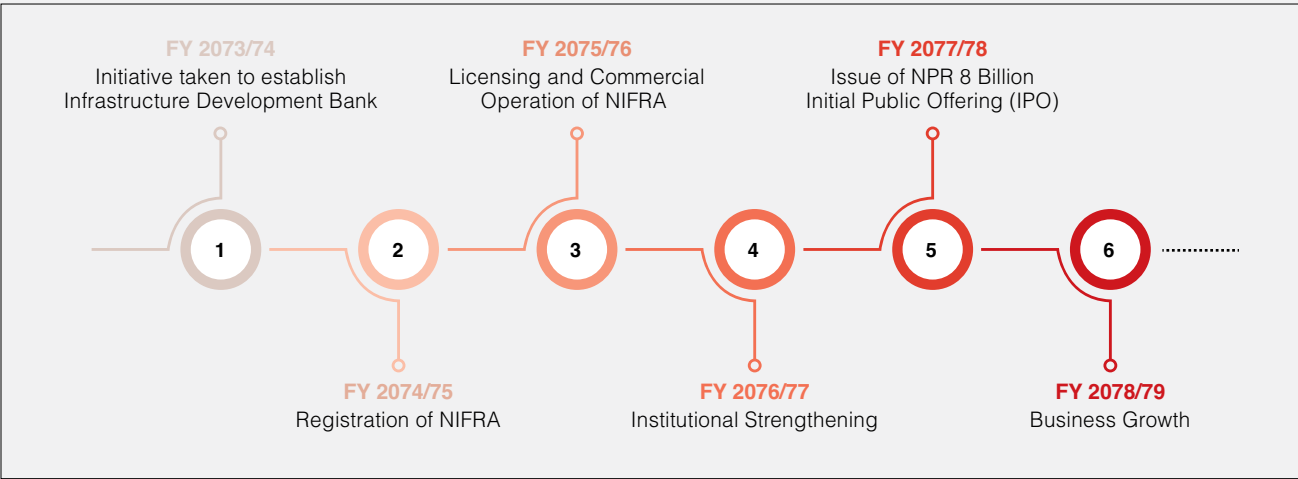 FY 2073/74
Initiative taken to establish
Infrastructure Development Bank
FY 2075/76
Licensing and Commercial
Operation of NIFRA
FY 2077/78
Issue of NPR 8 Billion
Initial Public Offering (IPO)
1
2
3
4
5
6
FY 2074/75
Registration of NIFRA
FY 2076/77
Institutional Strengthening
FY 2078/79
Business Growth